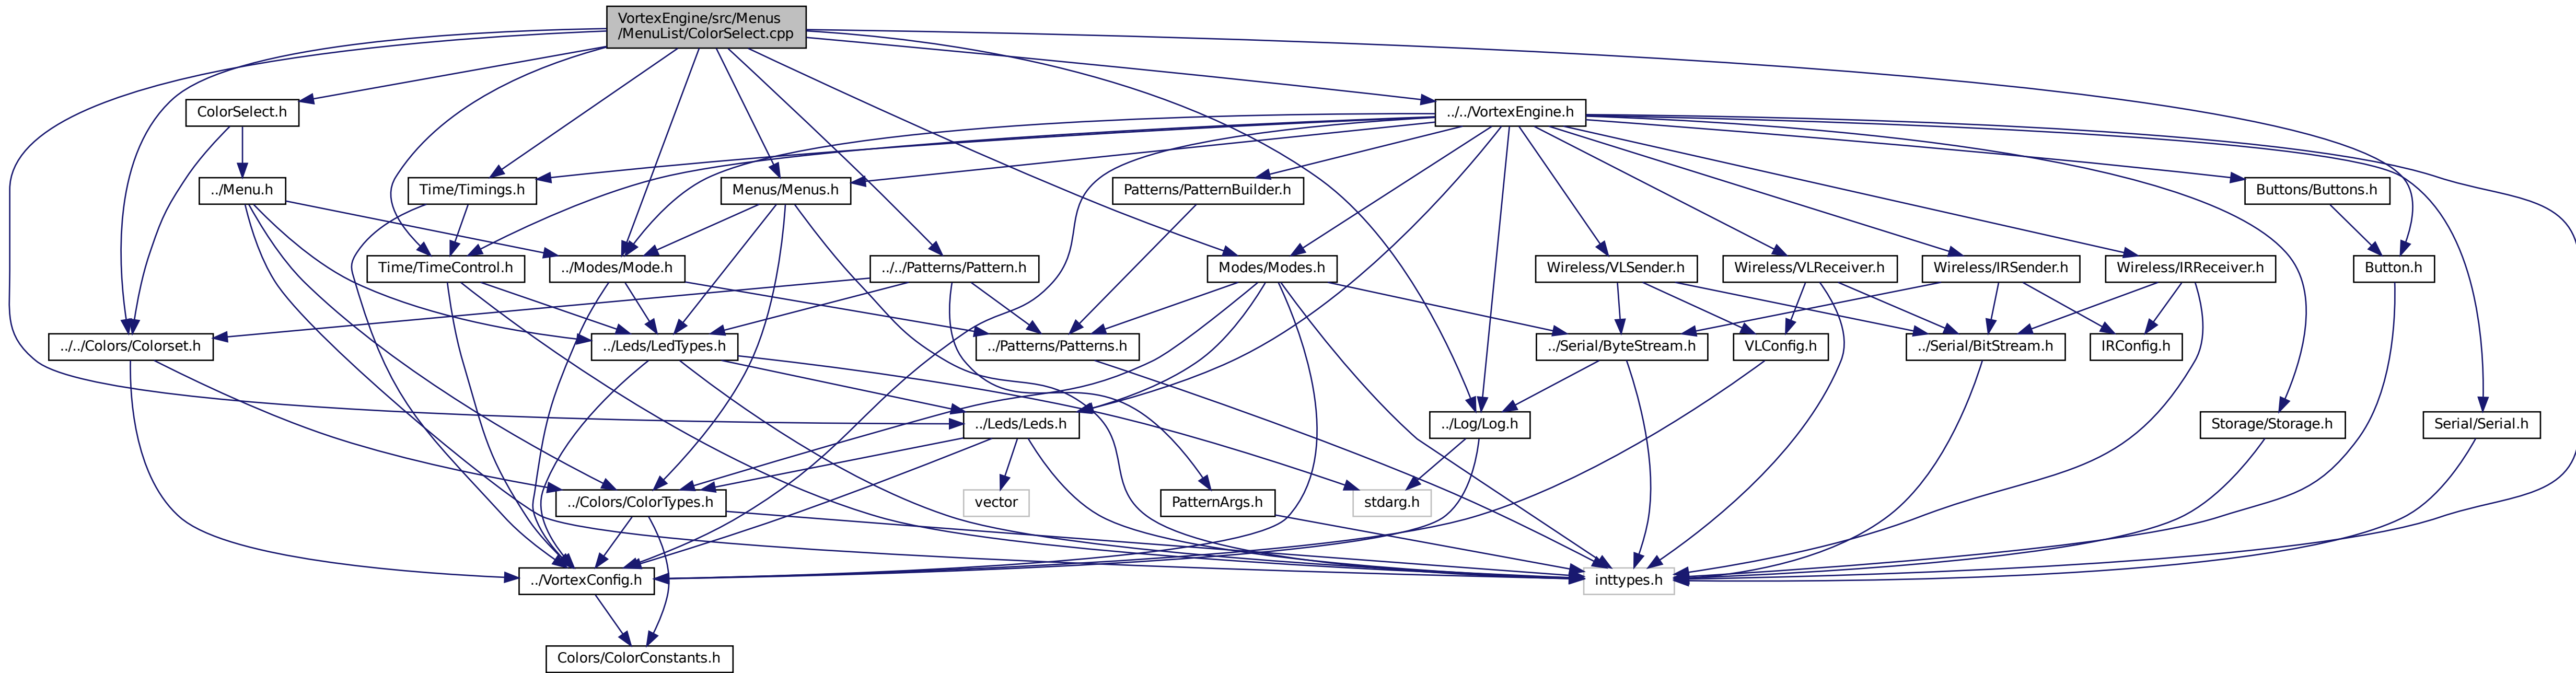 VortexEngine/src/Menus
/MenuList/ColorSelect.cpp
ColorSelect.h
../../VortexEngine.h
../Menu.h
Time/Timings.h
Menus/Menus.h
Patterns/PatternBuilder.h
Buttons/Buttons.h
Time/TimeControl.h
../Modes/Mode.h
../../Patterns/Pattern.h
Modes/Modes.h
Wireless/VLSender.h
Wireless/VLReceiver.h
Wireless/IRSender.h
Wireless/IRReceiver.h
Button.h
../../Colors/Colorset.h
../Leds/LedTypes.h
../Patterns/Patterns.h
../Serial/ByteStream.h
VLConfig.h
../Serial/BitStream.h
IRConfig.h
../Leds/Leds.h
../Log/Log.h
Storage/Storage.h
Serial/Serial.h
../Colors/ColorTypes.h
vector
PatternArgs.h
stdarg.h
../VortexConfig.h
inttypes.h
Colors/ColorConstants.h